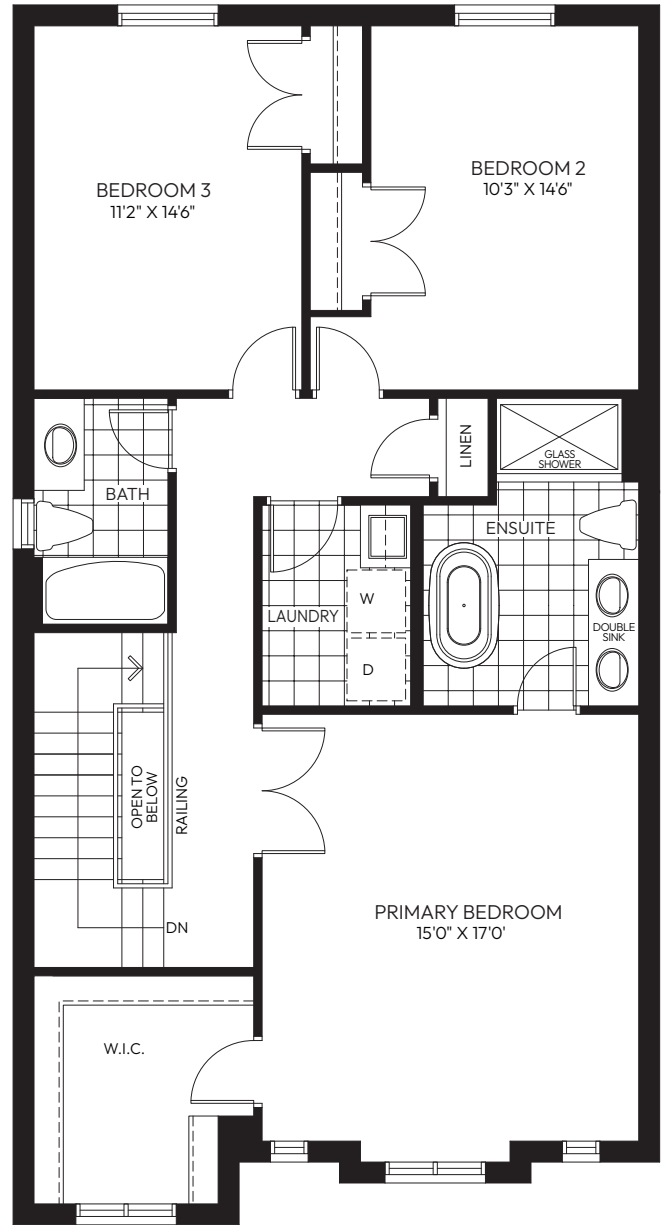 BEDROOM 3
11'2" X 14'6"
BEDROOM 2
10'3" X 14'6"
LINEN
GLASS
SHOWER
BATH
ENSUITE
LAUNDRY
W
D
DOUBLE
SINK
OPEN TO
BELOW
RAILING
DN
PRIMARY BEDROOM
15'0" X 17'0'
W.I.C.